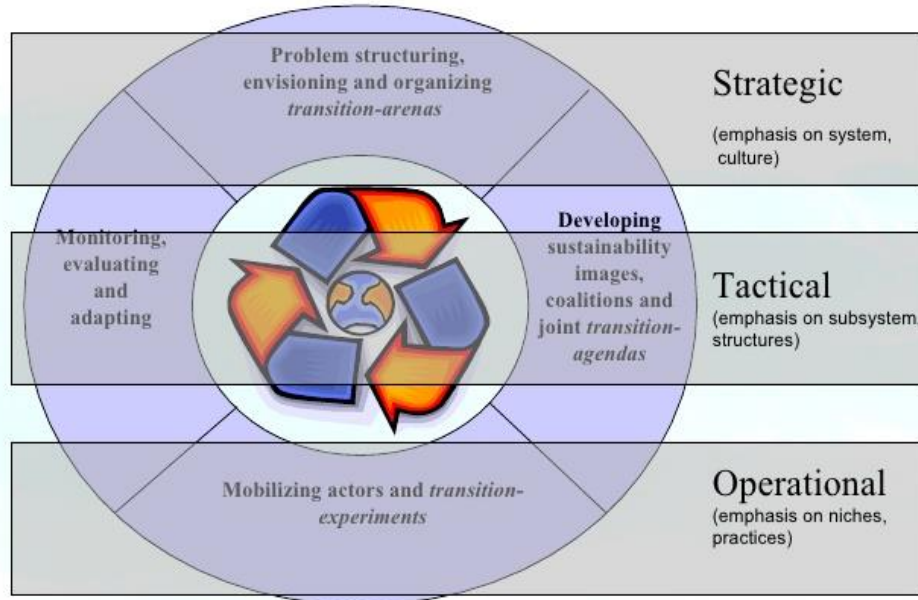 Problem structuring,
envisioning and organizing
transition-arenas
Strategic
(emphasis on system,
culture)
Monitoring,
evaluating
and
adapting
Developing
sustainability
images,
coalitions and
joint transition-
agendas
Tactical
(emphasis on subsystem,
structures)
Mobilizing actors and transition-
experiments
Operational
(emphasis on niches,
practices)